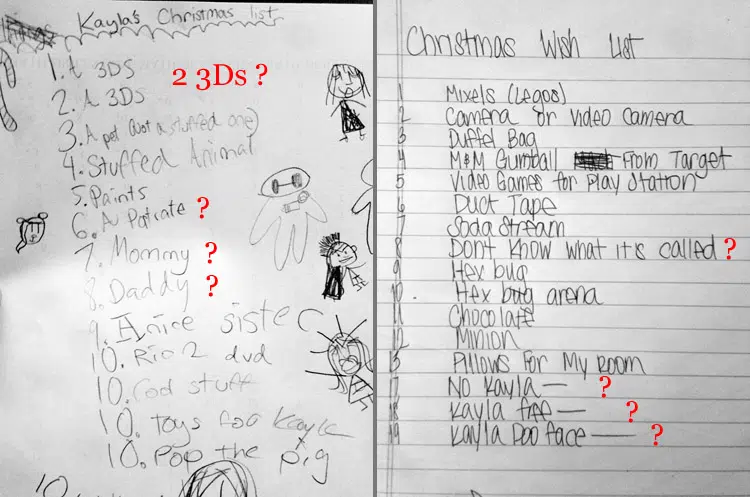 Kayla's Christmas list
1. A 3DS
2 3Ds ?
2. A 3DS
3. A pet (not a stuffed one)
4. Stuffed Animal
5. Paints
6. A Patrate ?
7. Mommy ?
8. Daddy ?
9. A nice sister
10. Rio 2 dvd
10. God stuff
10. Toys foo Kayla
10. Pop the pig
10
Christmas Wish List
1 Mixels (Legos)
2 Camera or Video Camera
3 Duffel Bag
4 M&M Gumball From Target
5 Video Games for Play Station
6 Duct Tape
7 Soda Stream
8 Dont know what it's called ?
9 Hex bug
10. Hex bug arena
11 Chocolate
12 Minion
13 Pillows For My Room
17 No Kayla — ?
18 Kayla free — ?
19 Kayla Poo face — ?